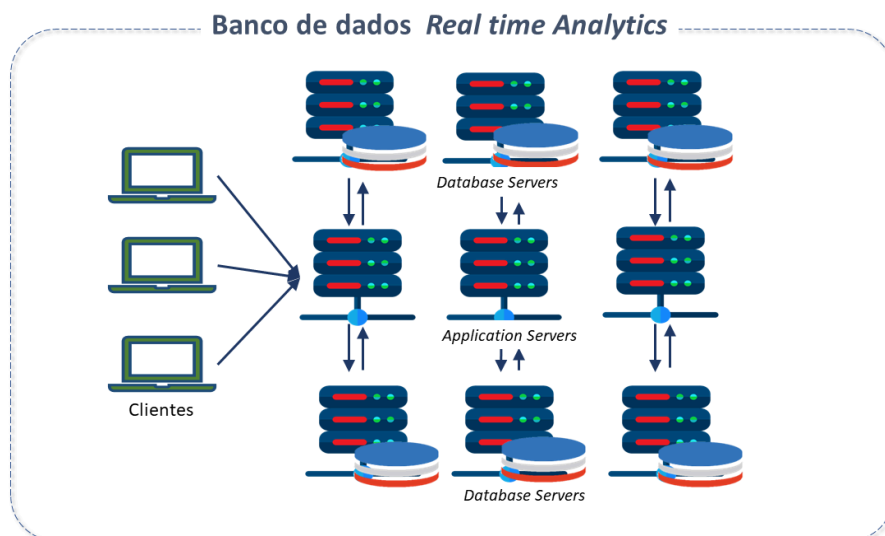 Banco de dados Real time Analytics
Database Servers
Application Servers
Clientes
Database Servers